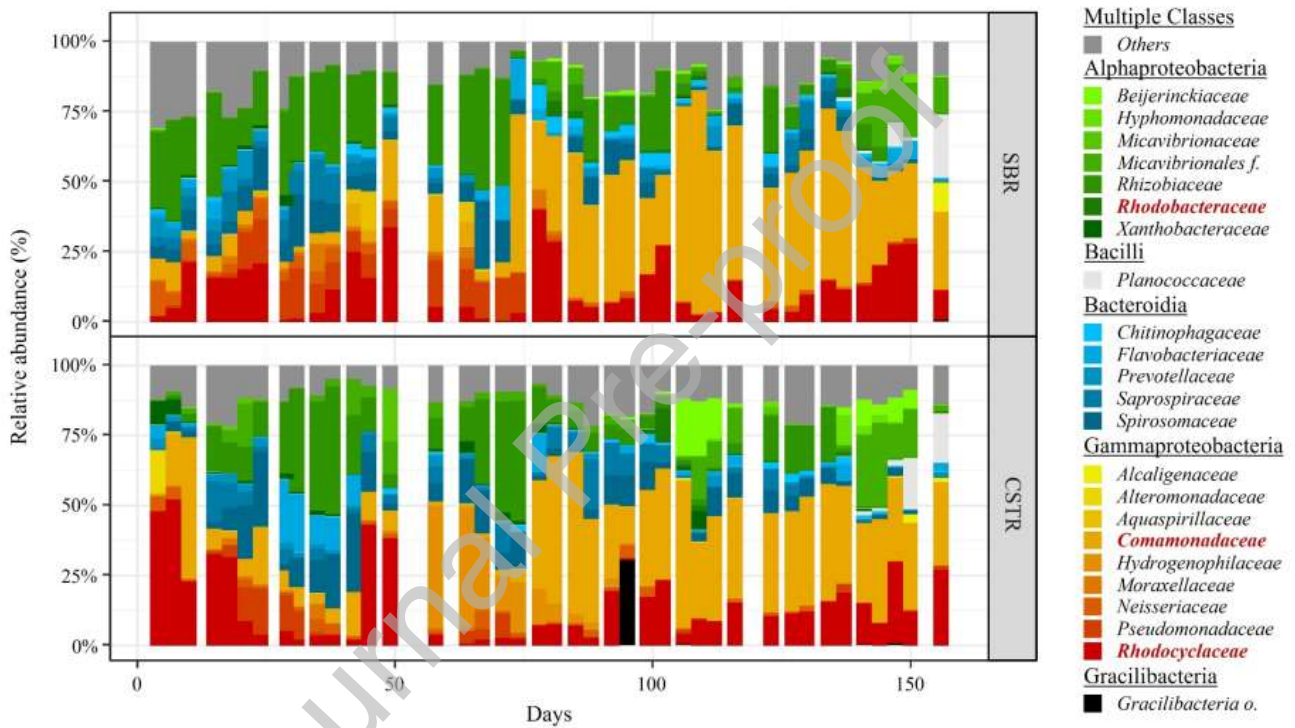 100%
75%
50%
25%
0%
SBR
100%
75%
50%
25%
0%
CSTR
Relative abundance (%)
0
50
100
150
Days
Multiple Classes
Others
Alphaproteobacteria
Beijerinckiaceae
Hyphomonadaceae
Micavibrionaceae
Micavibrionales f.
Rhizobiaceae
Rhodobacteraceae
Xanthobacteraceae
Bacilli
Planococcaceae
Bacteroidia
Chitinophagaceae
Flavobacteriaceae
Prevotellaceae
Saprospiraceae
Spirosomaceae
Gammaproteobacteria
Alcaligenaceae
Alteromonadaceae
Aquaspirillaceae
Comamonadaceae
Hydrogenophilaceae
Moraxellaceae
Neisseriaceae
Pseudomonadaceae
Rhodocyclaceae
Gracilibacteria
Gracilibacteria o.
urnal Pre-proof